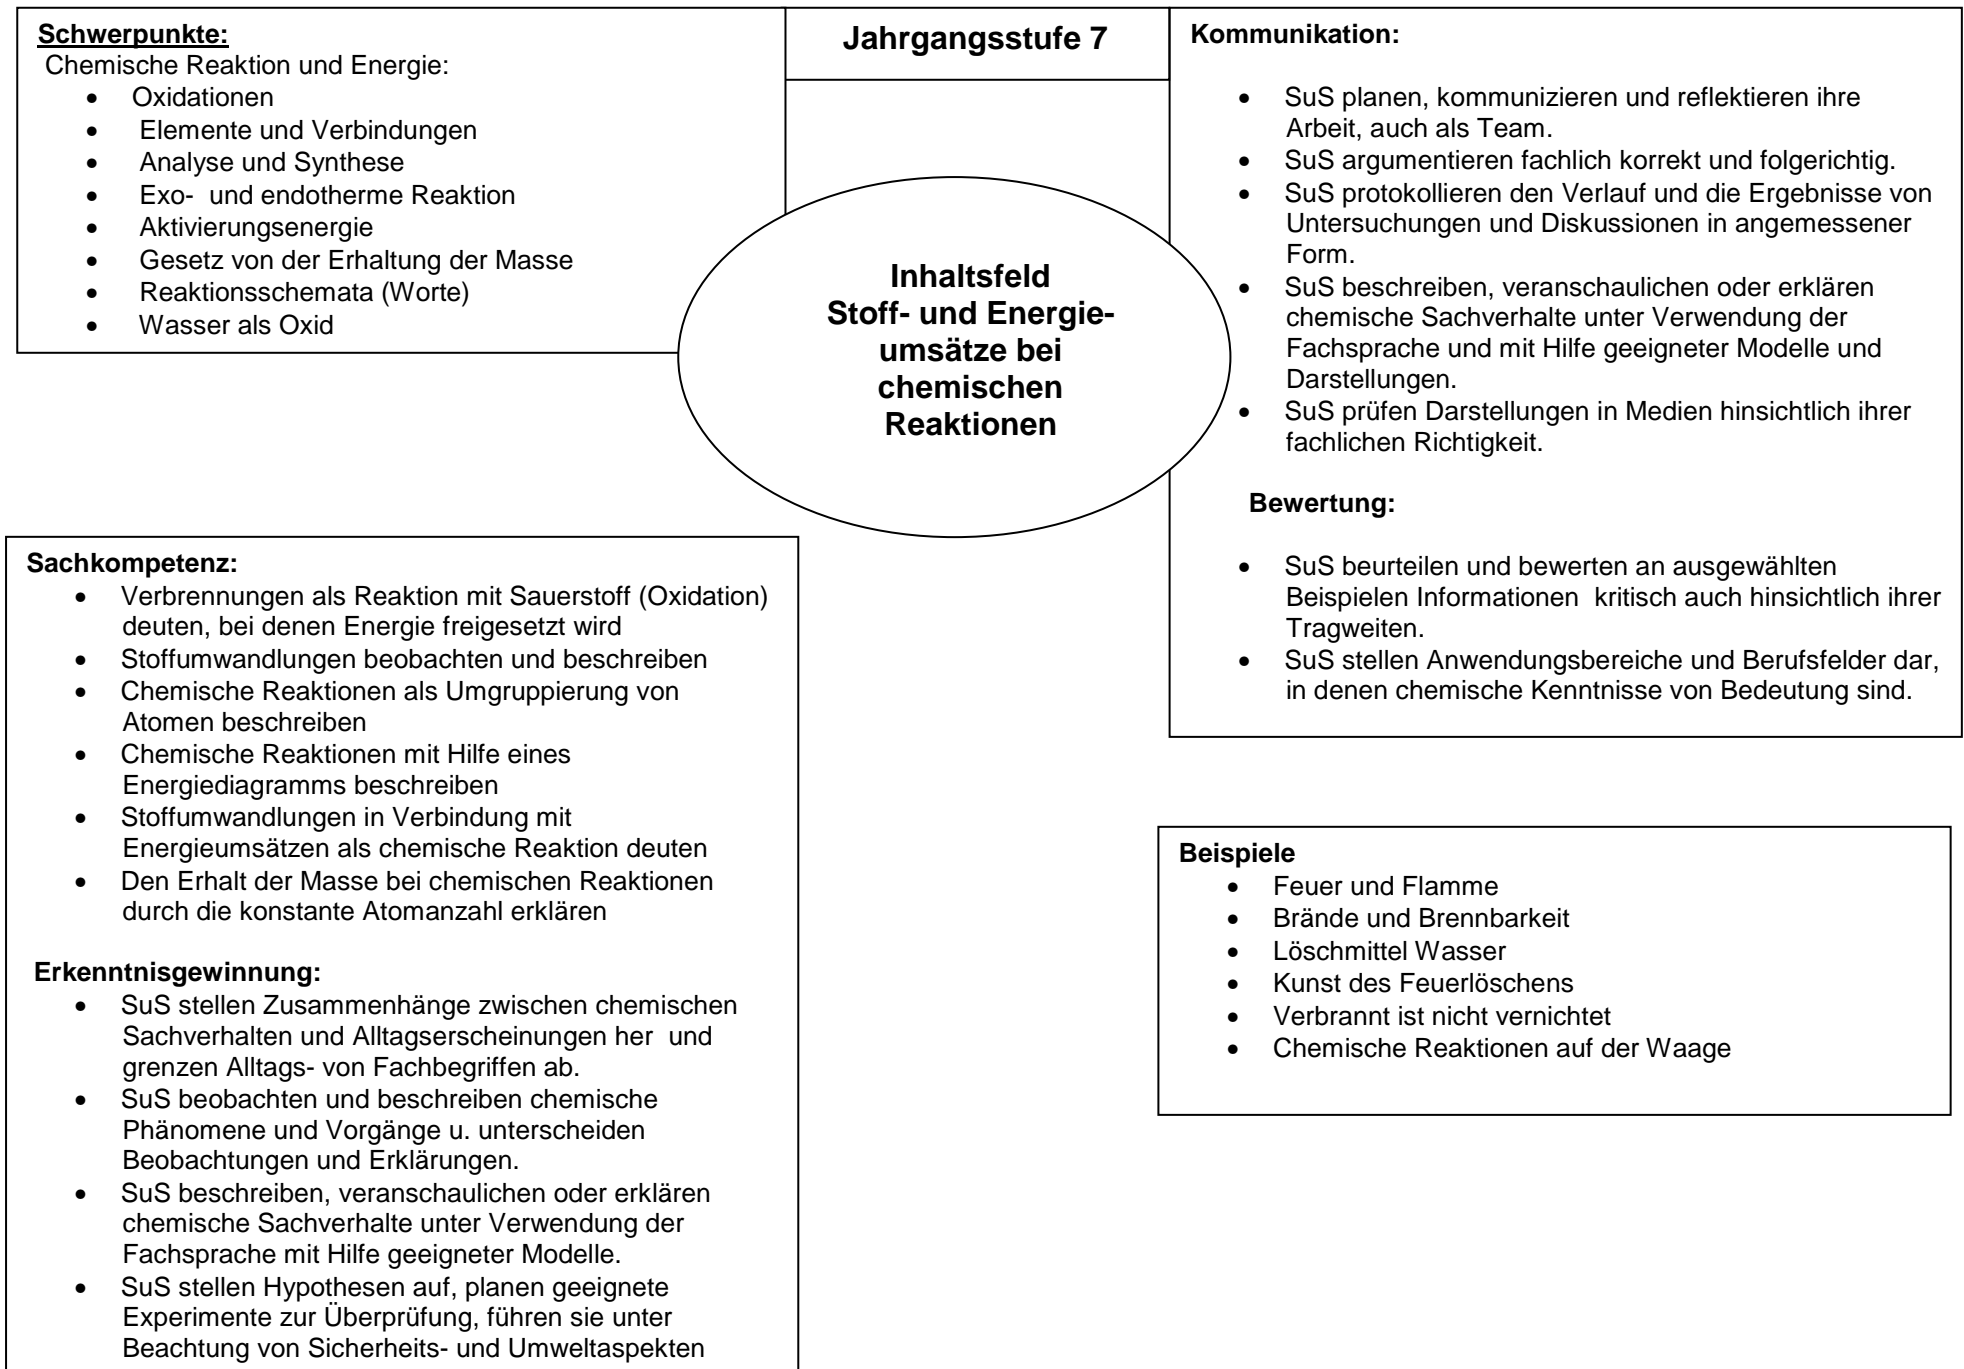 Schwerpunkte:
Chemische Reaktion und Energie:
• Oxidationen
• Elemente und Verbindungen
• Analyse und Synthese
• Exo- und endotherme Reaktion
• Aktivierungsenergie
• Gesetz von der Erhaltung der Masse
• Reaktionsschemata (Worte)
• Wasser als Oxid
Jahrgangsstufe 7
Inhaltsfeld
Stoff- und Energie-
umsätze bei
chemischen
Reaktionen
Kommunikation:
• SuS planen, kommunizieren und reflektieren ihre
Arbeit, auch als Team.
• SuS argumentieren fachlich korrekt und folgerichtig.
• SuS protokollieren den Verlauf und die Ergebnisse von
Untersuchungen und Diskussionen in angemessener
Form.
• SuS beschreiben, veranschaulichen oder erklären
chemische Sachverhalte unter Verwendung der
Fachsprache und mit Hilfe geeigneter Modelle und
Darstellungen.
• SuS prüfen Darstellungen in Medien hinsichtlich ihrer
fachlichen Richtigkeit.
Bewertung:
• SuS beurteilen und bewerten an ausgewählten
Beispielen Informationen kritisch auch hinsichtlich ihrer
Tragweiten.
• SuS stellen Anwendungsbereiche und Berufsfelder dar,
in denen chemische Kenntnisse von Bedeutung sind.
Sachkompetenz:
• Verbrennungen als Reaktion mit Sauerstoff (Oxidation)
deuten, bei denen Energie freigesetzt wird
• Stoffumwandlungen beobachten und beschreiben
• Chemische Reaktionen als Umgruppierung von
Atomen beschreiben
• Chemische Reaktionen mit Hilfe eines
Energiediagramms beschreiben
• Stoffumwandlungen in Verbindung mit
Energieumsätzen als chemische Reaktion deuten
• Den Erhalt der Masse bei chemischen Reaktionen
durch die konstante Atomanzahl erklären
Erkenntnisgewinnung:
• SuS stellen Zusammenhänge zwischen chemischen
Sachverhalten und Alltagserscheinungen her und
grenzen Alltags- von Fachbegriffen ab.
• SuS beobachten und beschreiben chemische
Phänomene und Vorgänge u. unterscheiden
Beobachtungen und Erklärungen.
• SuS beschreiben, veranschaulichen oder erklären
chemische Sachverhalte unter Verwendung der
Fachsprache mit Hilfe geeigneter Modelle.
• SuS stellen Hypothesen auf, planen geeignete
Experimente zur Überprüfung, führen sie unter
Beachtung von Sicherheits- und Umweltaspekten
Beispiele
• Feuer und Flamme
• Brände und Brennbarkeit
• Löschmittel Wasser
• Kunst des Feuerlöschens
• Verbrannt ist nicht vernichtet
• Chemische Reaktionen auf der Waage